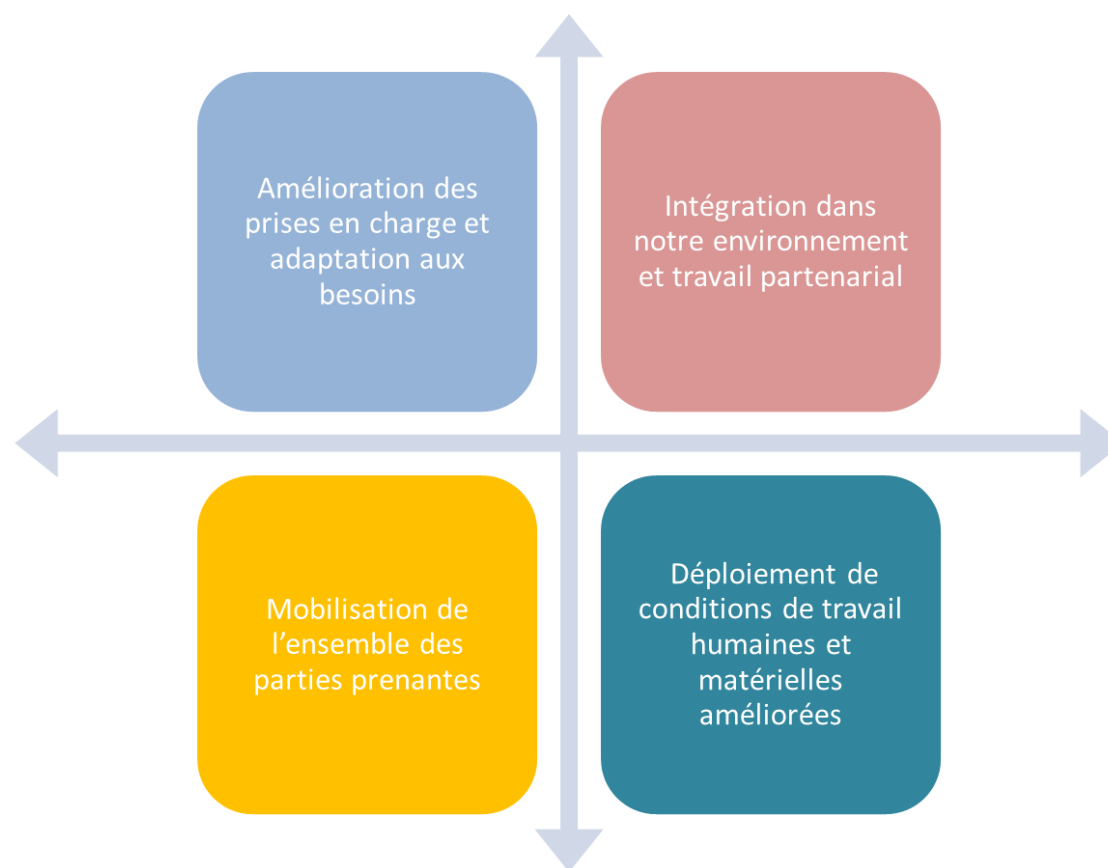 Amélioration des
prises en charge et
adaptation aux
besoins
Intégration dans
notre environnement
et travail partenarial
Mobilisation de
l’ensemble des
parties prenantes
Déploiement de
conditions de travail
humaines et
matérielles
améliorées